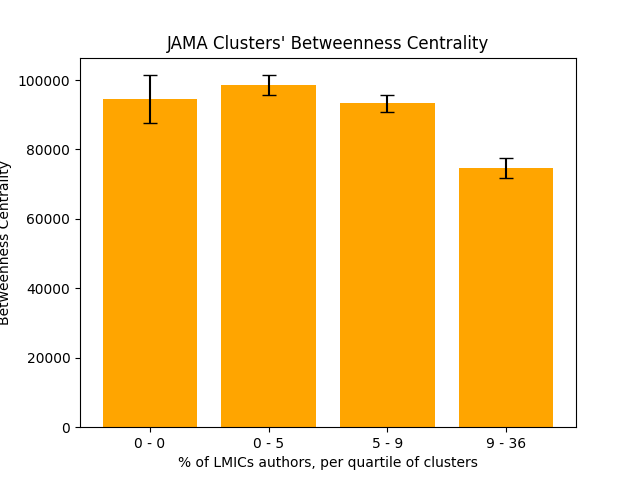 JAMA Clusters' Betweenness Centrality
Betweenness Centrality
100000
80000
60000
40000
20000
0
0 - 0
0 - 5
5 - 9
9 - 36
% of LMICs authors, per quartile of clusters